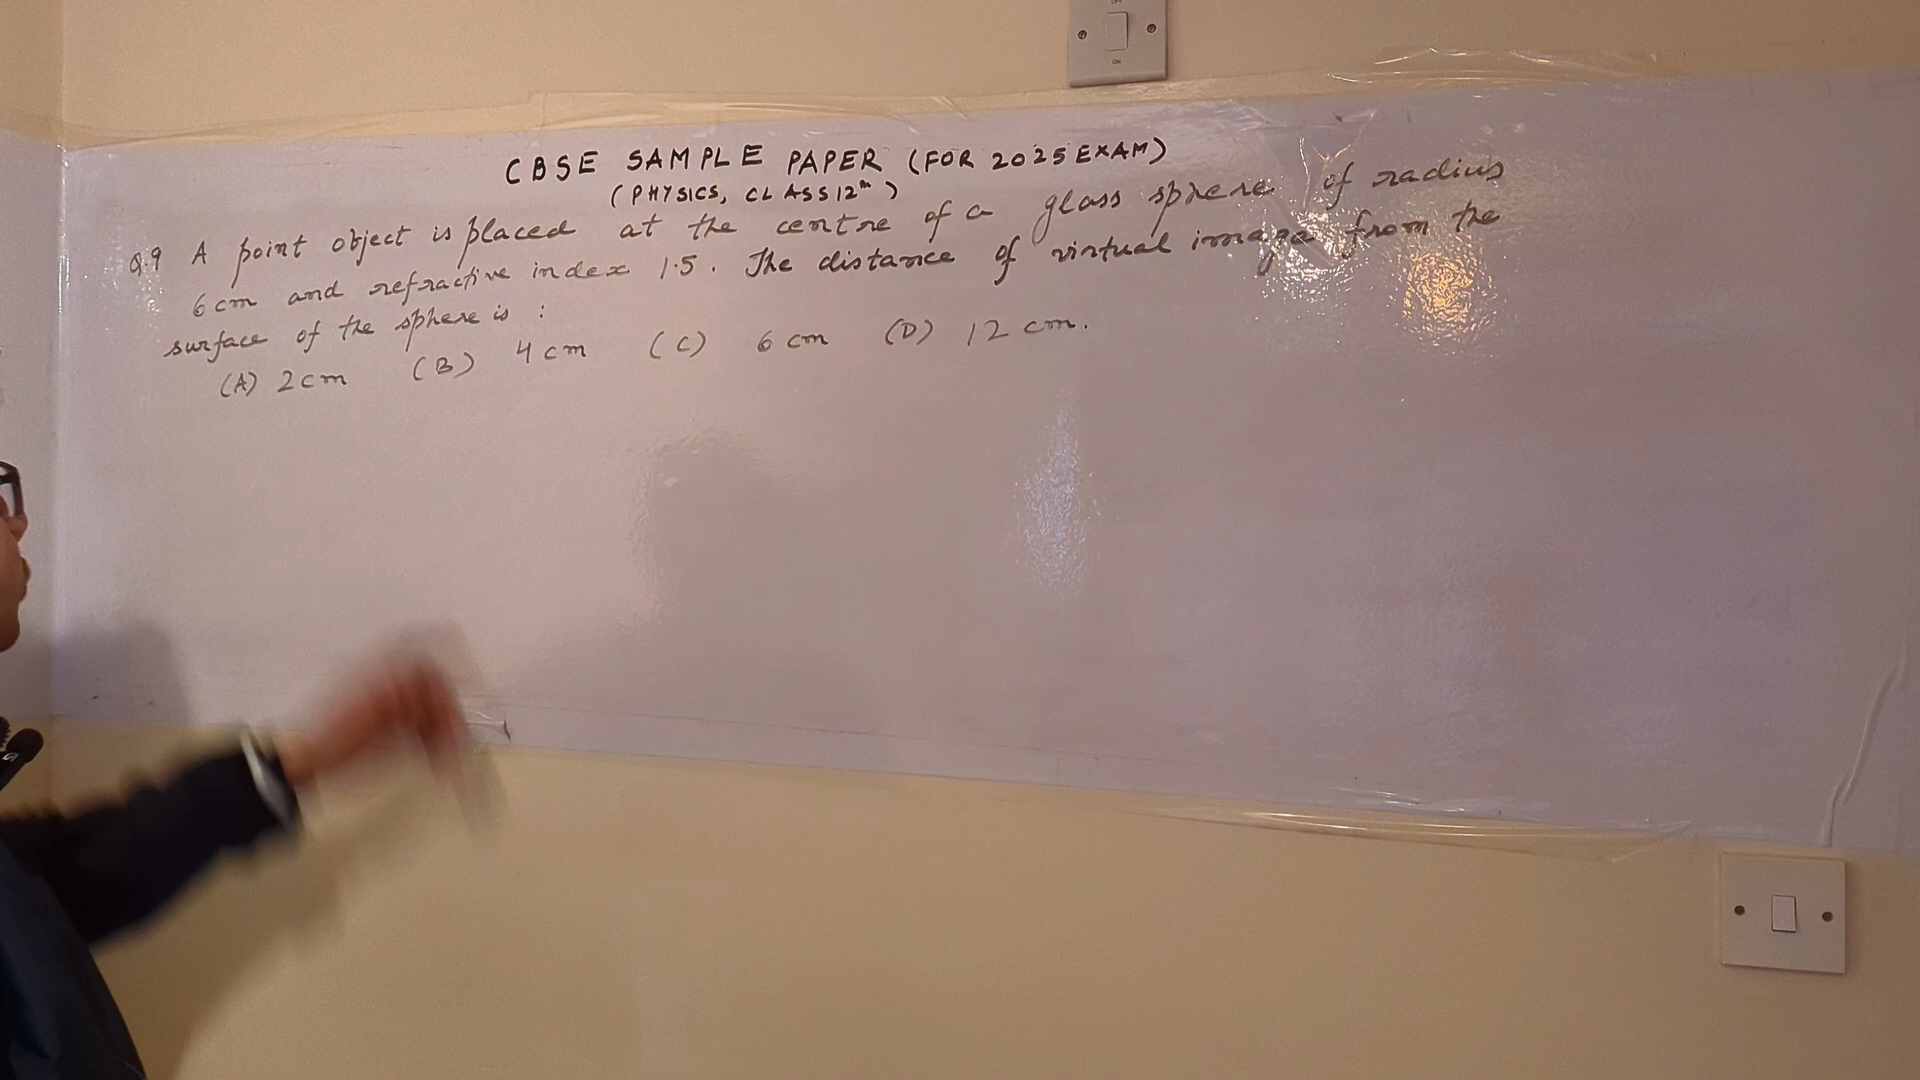 CBSE SAMPLE PAPER (FOR 2025 EXAM)
(PHYSICS, CLASS 12th)
Q.9 A point object is placed at the centre of a glass sphere of radius
6 cm and refractive index 1.5. The distance of virtual image from the
surface of the sphere is :
(A) 2 cm (B) 4 cm (C) 6 cm (D) 12 cm.
OFF
ON